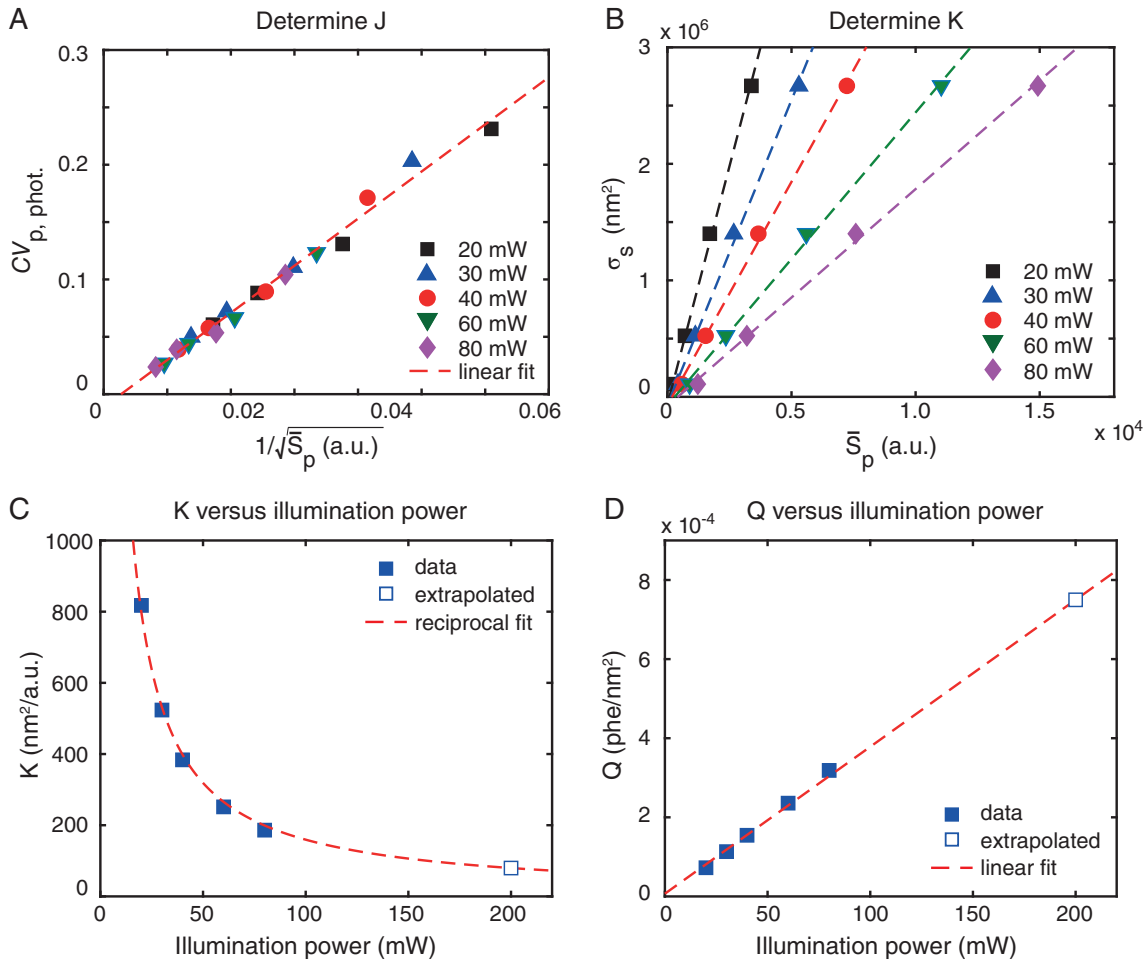 A
Determine J
0.3
0.2
0.1
0
CV p, phot.
20 mW
30 mW
40 mW
60 mW
80 mW
linear fit
0
0.02
0.04
0.06
1/√S̄p (a.u.)
B
Determine K
x 10⁶
3
2
1
0
σs (nm²)
20 mW
30 mW
40 mW
60 mW
80 mW
0
0.5
1.0
1.5
x 10⁴
S̄p (a.u.)
C
K versus illumination power
1000
800
600
400
200
0
K (nm²/a.u.)
data
extrapolated
reciprocal fit
0
50
100
150
200
Illumination power (mW)
D
Q versus illumination power
x 10⁻⁴
8
6
4
2
0
Q (phe/nm²)
data
extrapolated
linear fit
0
50
100
150
200
Illumination power (mW)